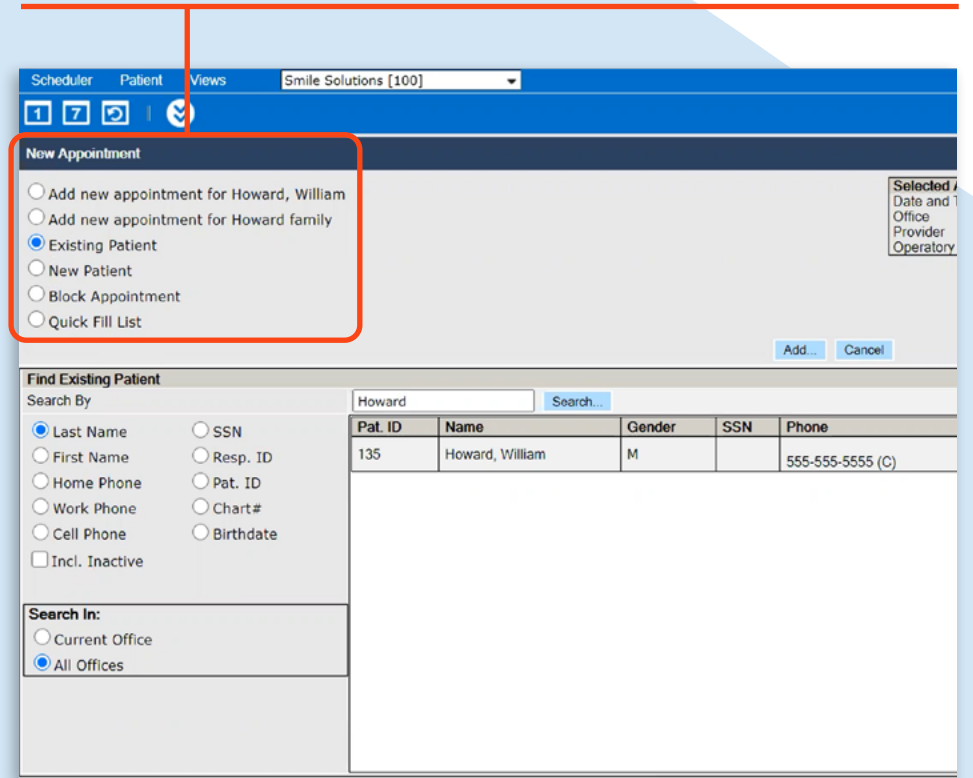 Scheduler Patient Views Smile Solutions [100]
1 7
New Appointment
Add new appointment for Howard, William
Add new appointment for Howard family
Existing Patient
New Patient
Block Appointment
Quick Fill List
Selected
Date and
Office
Provider
Operatory
Add... Cancel
Find Existing Patient
Search By Howard Search...
Last Name SSN
First Name Resp. ID
Home Phone Pat. ID
Work Phone Chart#
Cell Phone Birthdate
Incl. Inactive
Pat. ID Name Gender SSN Phone
135 Howard, William M 555-555-5555 (C)
Search In:
Current Office
All Offices